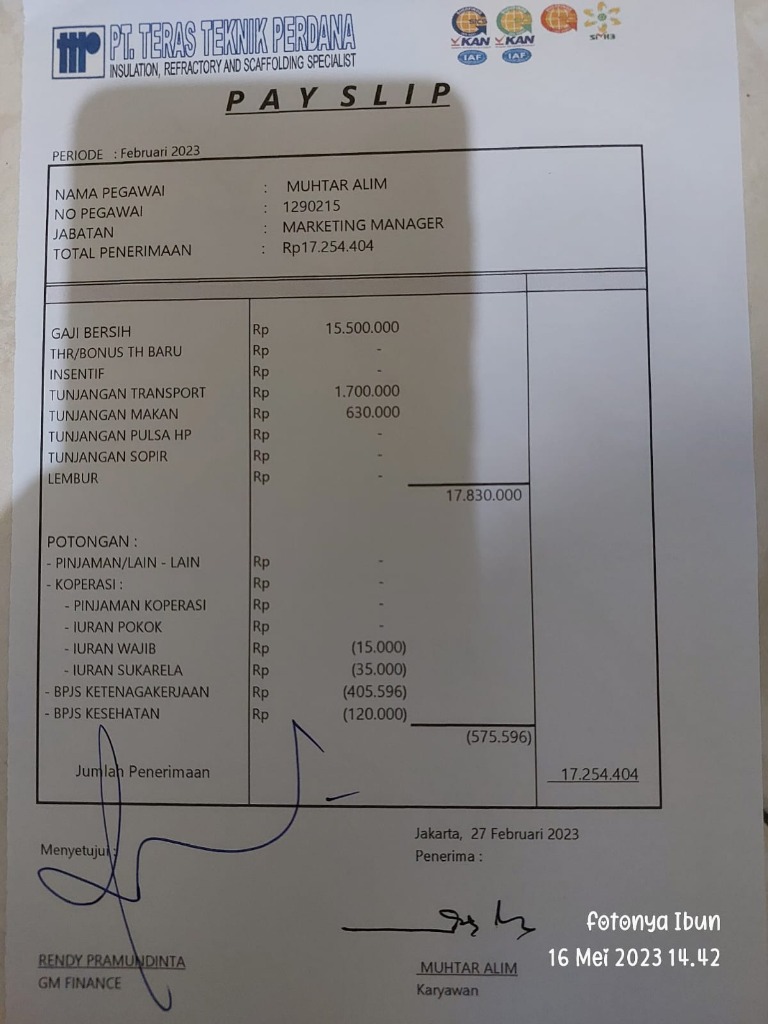 PT. TERAS TEKNIK PERDANA
INSULATION, REFRACTORY AND SCAFFOLDING SPECIALIST
KAN KAN SMK3
IAF IAF
PAY SLIP
PERIODE : Februari 2023
NAMA PEGAWAI : MUHTAR ALIM
NO PEGAWAI : 1290215
JABATAN : MARKETING MANAGER
TOTAL PENERIMAAN : Rp17.254.404
GAJI BERSIH Rp 15.500.000
THR/BONUS TH BARU Rp -
INSENTIF Rp -
TUNJANGAN TRANSPORT Rp 1.700.000
TUNJANGAN MAKAN Rp 630.000
TUNJANGAN PULSA HP Rp -
TUNJANGAN SOPIR Rp -
LEMBUR Rp -
17.830.000
POTONGAN :
- PINJAMAN/LAIN - LAIN Rp -
- KOPERASI : Rp -
- PINJAMAN KOPERASI Rp -
- IURAN POKOK Rp -
- IURAN WAJIB Rp (15.000)
- IURAN SUKARELA Rp (35.000)
- BPJS KETENAGAKERJAAN Rp (405.596)
- BPJS KESEHATAN Rp (120.000)
(575.596)
Jumlah Penerimaan 17.254.404
Jakarta, 27 Februari 2023
Menyetujui : Penerima :
RENDY PRAMUNDINTA MUHTAR ALIM
GM FINANCE Karyawan
fotonya Ibun
16 Mei 2023 14.42